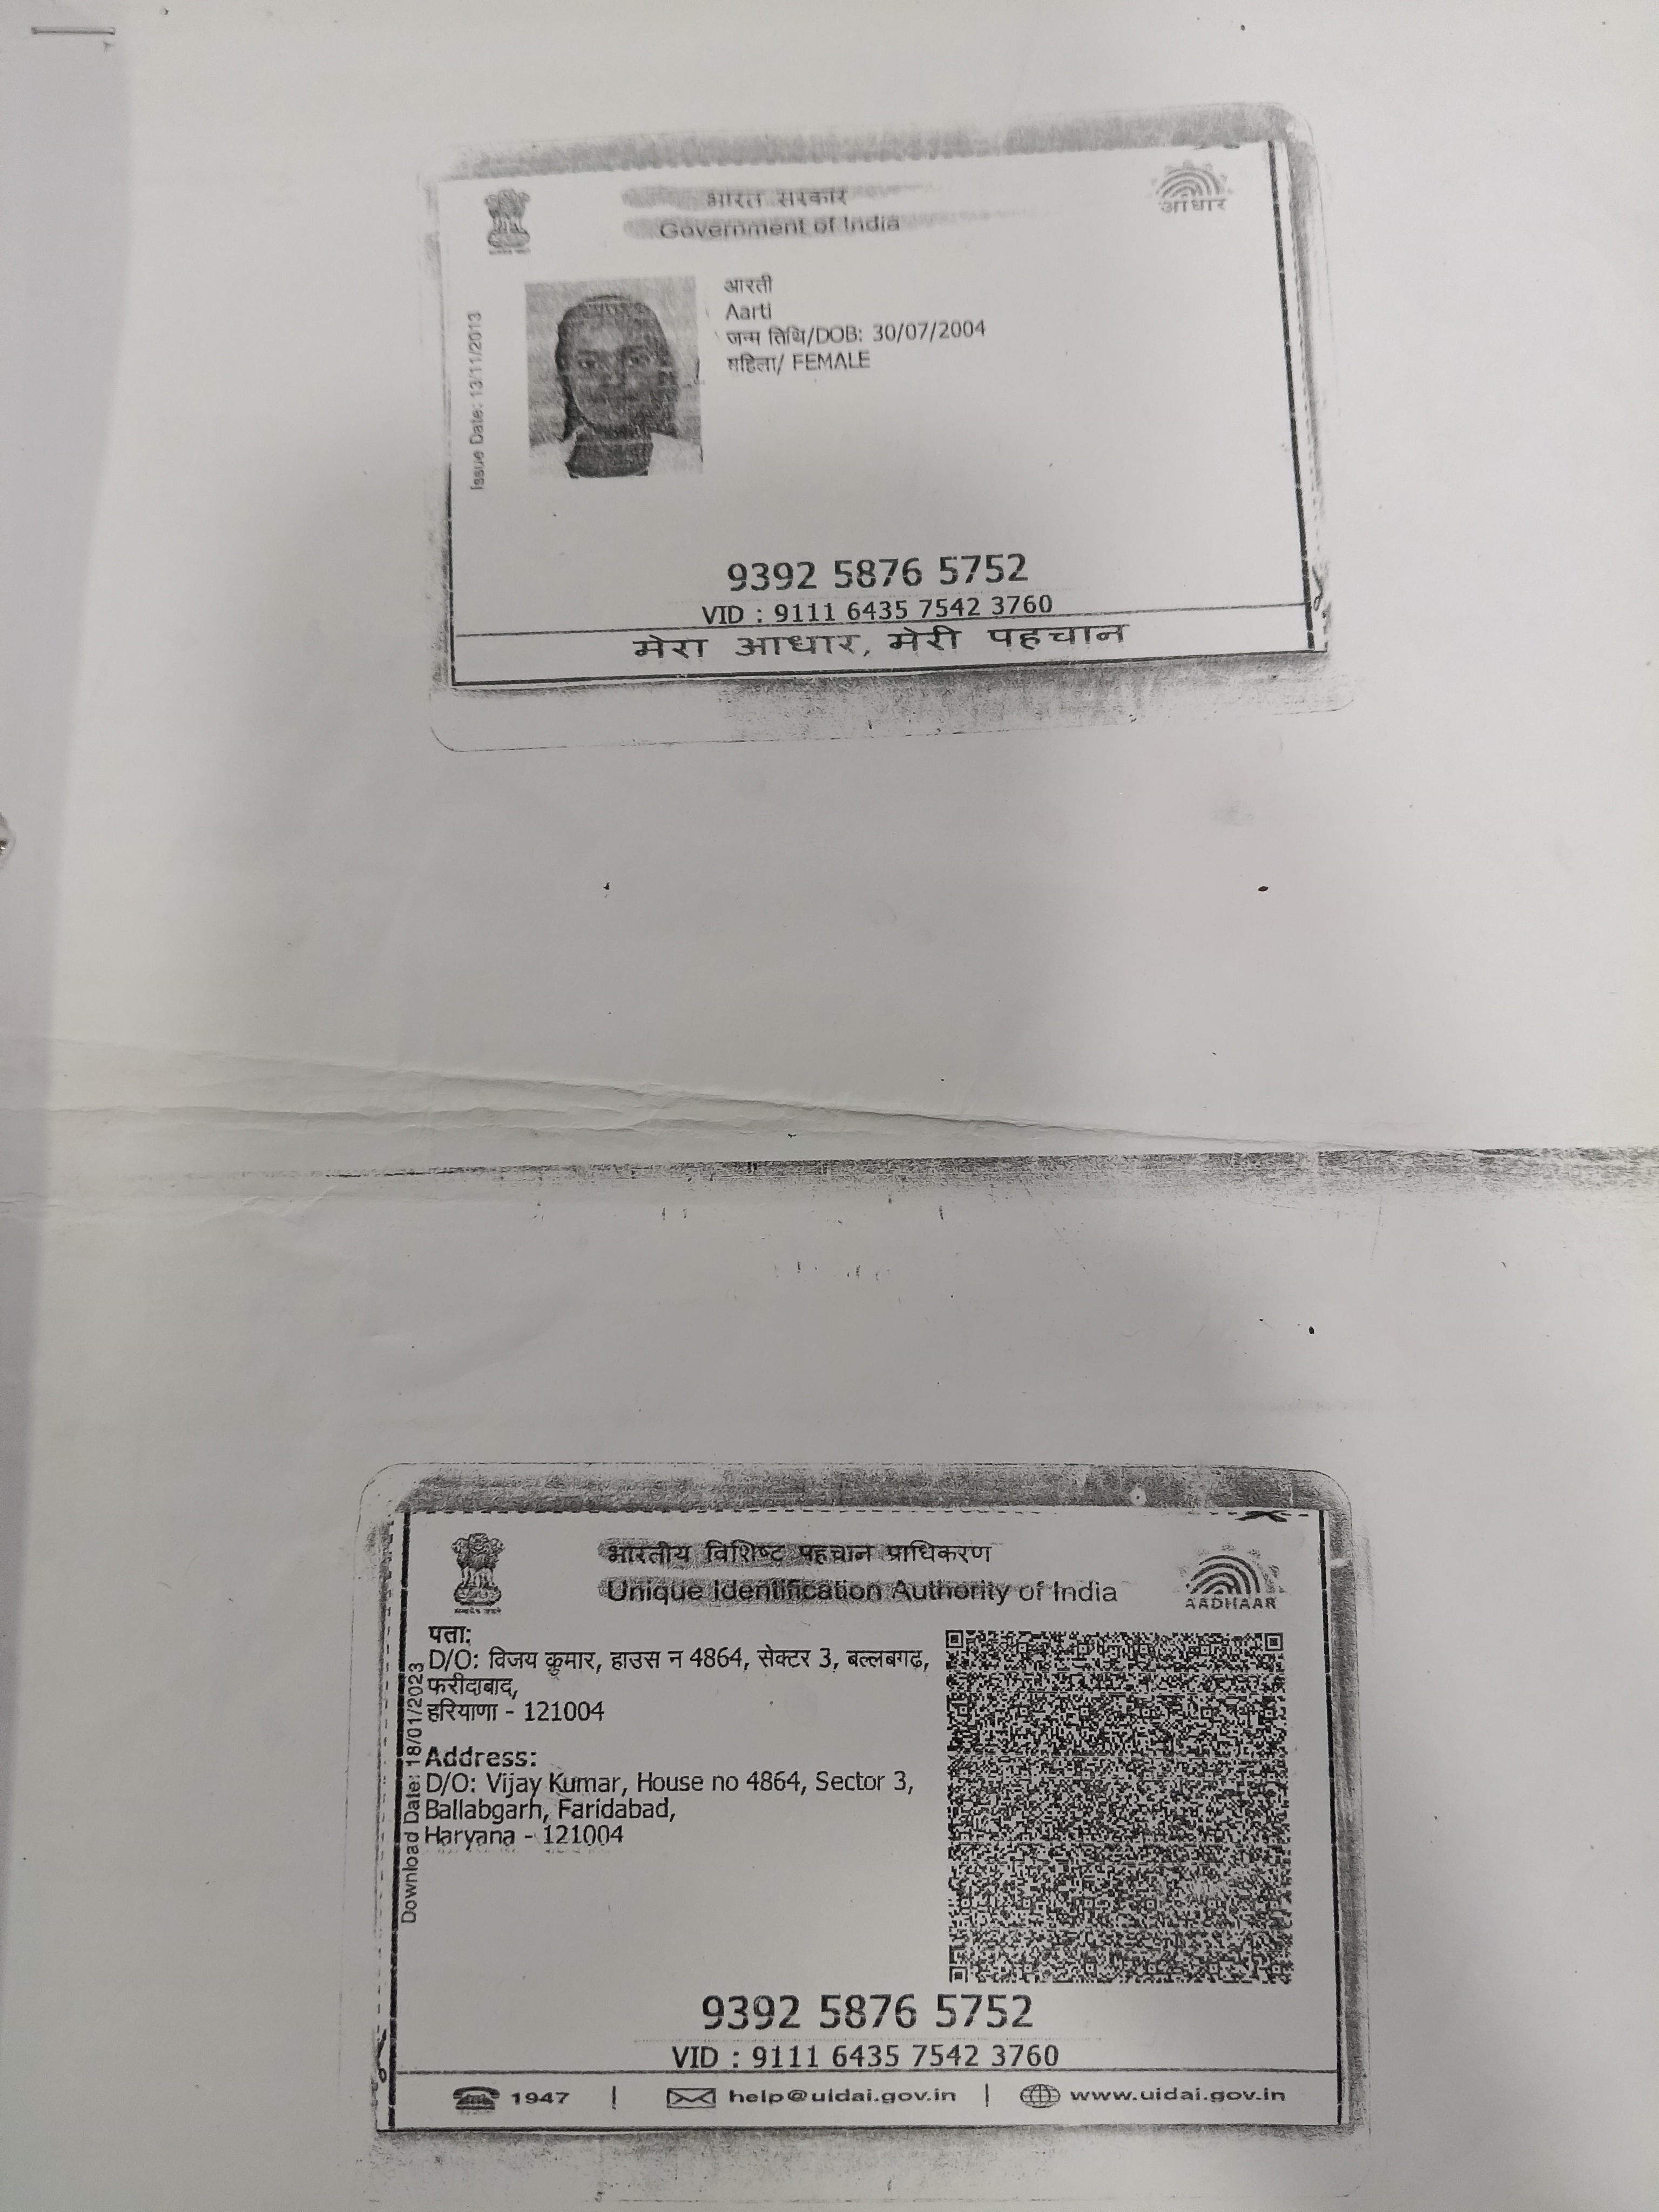 भारत सरकार
Government of India
आधार
Issue Date: 13/11/2013
आरती
Aarti
जन्म तिथि/DOB: 30/07/2004
महिला/ FEMALE
9392 5876 5752
VID : 9111 6435 7542 3760
मेरा आधार, मेरी पहचान
भारतीय विशिष्ट पहचान प्राधिकरण
Unique Identification Authority of India
AADHAAR
Download Date: 18/01/2023
पता:
D/O: विजय कुमार, हाउस न 4864, सेक्टर 3, बल्लबगढ़,
फरीदाबाद,
हरियाणा - 121004
Address:
D/O: Vijay Kumar, House no 4864, Sector 3,
Ballabgarh, Faridabad,
Haryana - 121004
9392 5876 5752
VID : 9111 6435 7542 3760
1947 | help@uidai.gov.in | www.uidai.gov.in